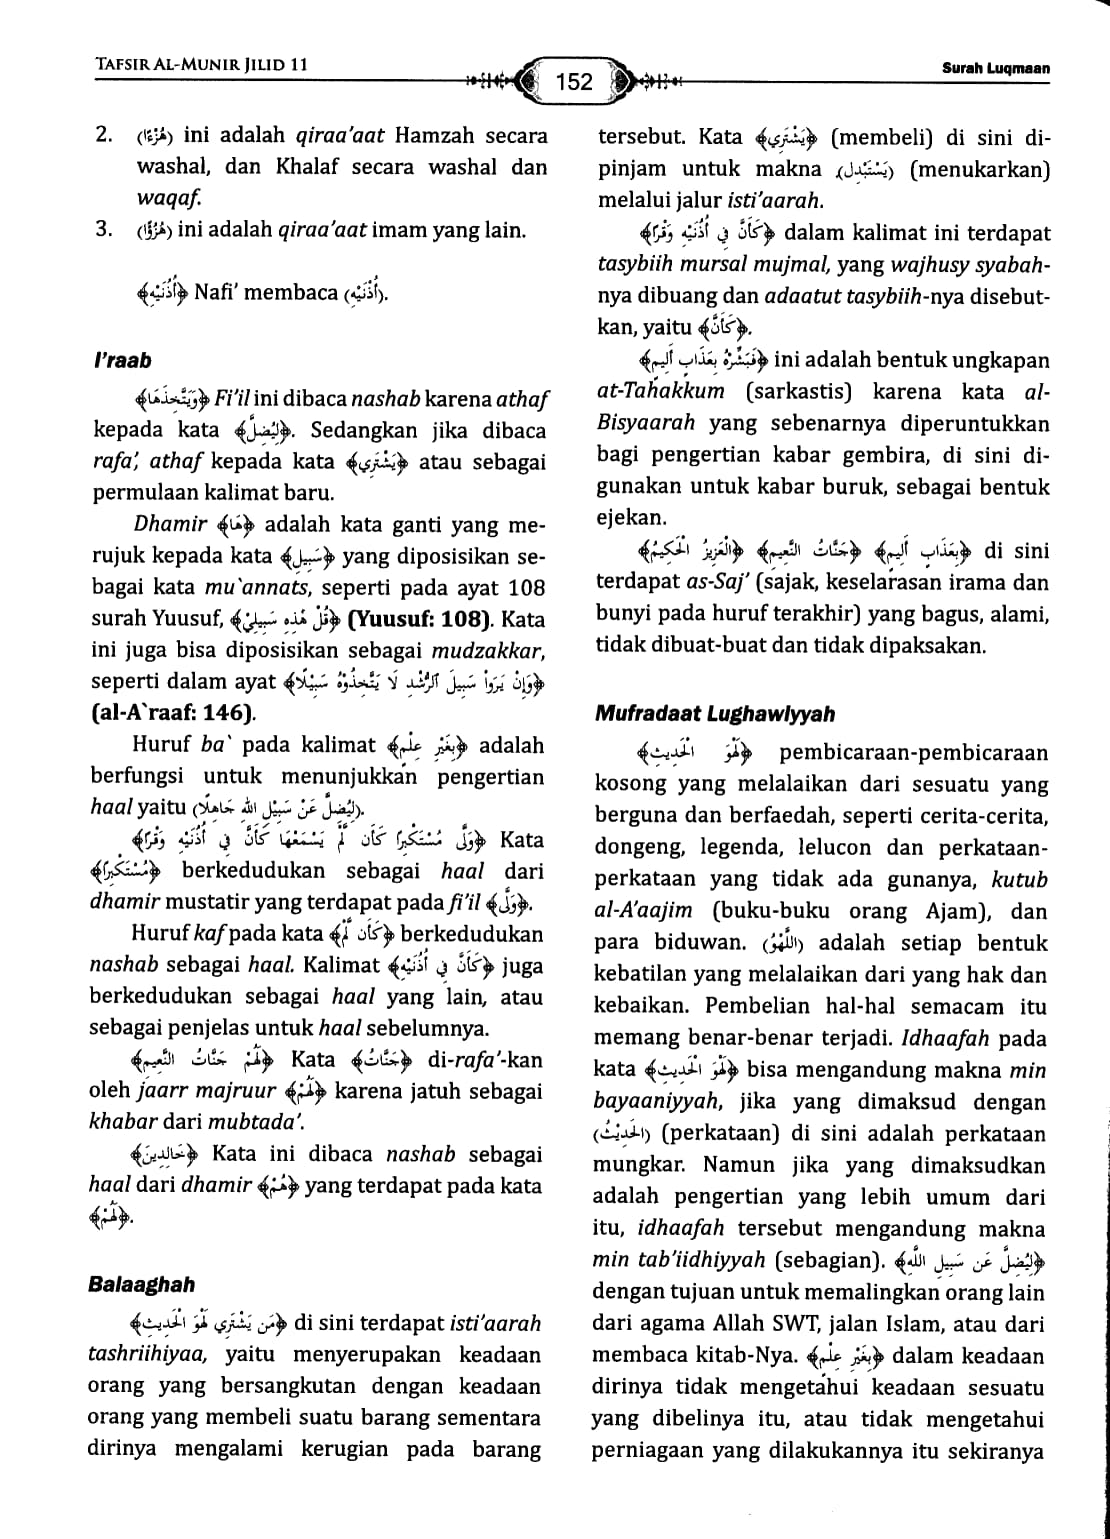 TAFSIR AL-MUNIR JILID 11
152
Surah Luqmaan
2. (هُزْءًا) ini adalah qiraa'aat Hamzah secara
washal, dan Khalaf secara washal dan
waqaf.
3. (هُزُؤًا) ini adalah qiraa'aat imam yang lain.
﴿أُذُنَيْهِ﴾ Nafi' membaca (أُذْنَيْهِ).
I'raab
﴿وَيَتَّخِذَهَا﴾ Fi'il ini dibaca nashab karena athaf
kepada kata ﴿لِيُضِلَّ﴾. Sedangkan jika dibaca
rafa', athaf kepada kata ﴿يَشْتَرِي﴾ atau sebagai
permulaan kalimat baru.
Dhamir ﴿هَا﴾ adalah kata ganti yang me-
rujuk kepada kata ﴿سَبِيلِ﴾ yang diposisikan se-
bagai kata mu`annats, seperti pada ayat 108
surah Yuusuf, ﴿قُلْ هَٰذِهِ سَبِيلِيْ﴾ (Yuusuf: 108). Kata
ini juga bisa diposisikan sebagai mudzakkar,
seperti dalam ayat ﴿وَإِنْ يَرَوْا سَبِيلَ الرُّشْدِ لَا يَتَّخِذُوْهُ سَبِيْلًا﴾
(al-A`raaf: 146).
Huruf ba` pada kalimat ﴿بِغَيْرِ عِلْمٍ﴾ adalah
berfungsi untuk menunjukkan pengertian
haal yaitu (لِيُضِلَّ عَنْ سَبِيْلِ الله جَاهِلًا).
﴿وَلَّى مُسْتَكْبِرًا كَأَن لَّمْ يَسْمَعْهَا كَأَنَّ فِي أُذُنَيْهِ وَقْرًا﴾ Kata
﴿مُسْتَكْبِرًا﴾ berkedudukan sebagai haal dari
dhamir mustatir yang terdapat pada fi'il ﴿وَلَّى﴾.
Huruf kaf pada kata ﴿كَأَن لَّمْ﴾ berkedudukan
nashab sebagai haal. Kalimat ﴿كَأَنَّ فِي أُذُنَيْهِ﴾ juga
berkedudukan sebagai haal yang lain, atau
sebagai penjelas untuk haal sebelumnya.
﴿لَهُمْ جَنَّاتُ النَّعِيمِ﴾ Kata ﴿جَنَّاتُ﴾ di-rafa'-kan
oleh jaarr majruur ﴿لَهُمْ﴾ karena jatuh sebagai
khabar dari mubtada'.
﴿خَالِدِينَ﴾ Kata ini dibaca nashab sebagai
haal dari dhamir ﴿هُمْ﴾ yang terdapat pada kata
﴿لَهُمْ﴾.
Balaaghah
﴿مَن يَشْتَرِي لَهْوَ الْحَدِيثِ﴾ di sini terdapat isti'aarah
tashriihiyaa, yaitu menyerupakan keadaan
orang yang bersangkutan dengan keadaan
orang yang membeli suatu barang sementara
dirinya mengalami kerugian pada barang
tersebut. Kata ﴿يَشْتَرِي﴾ (membeli) di sini di-
pinjam untuk makna (يَسْتَبْدِل) (menukarkan)
melalui jalur isti'aarah.
﴿كَأَنَّ فِي أُذُنَيْهِ وَقْرًا﴾ dalam kalimat ini terdapat
tasybiih mursal mujmal, yang wajhusy syabah-
nya dibuang dan adaatut tasybiih-nya disebut-
kan, yaitu ﴿كَأَنَّ﴾.
﴿فَبَشِّرْهُ بِعَذَابٍ أَلِيمٍ﴾ ini adalah bentuk ungkapan
at-Tahakkum (sarkastis) karena kata al-
Bisyaarah yang sebenarnya diperuntukkan
bagi pengertian kabar gembira, di sini di-
gunakan untuk kabar buruk, sebagai bentuk
ejekan.
﴿بِعَذَابٍ أَلِيمٍ﴾ ﴿جَنَّاتُ النَّعِيمِ﴾ ﴿الْعَزِيزُ الْحَكِيمُ﴾ di sini
terdapat as-Saj' (sajak, keselarasan irama dan
bunyi pada huruf terakhir) yang bagus, alami,
tidak dibuat-buat dan tidak dipaksakan.
Mufradaat Lughawiyyah
﴿لَهْوَ الْحَدِيثِ﴾ pembicaraan-pembicaraan
kosong yang melalaikan dari sesuatu yang
berguna dan berfaedah, seperti cerita-cerita,
dongeng, legenda, lelucon dan perkataan-
perkataan yang tidak ada gunanya, kutub
al-A'aajim (buku-buku orang Ajam), dan
para biduwan. (اللَّهْوُ) adalah setiap bentuk
kebatilan yang melalaikan dari yang hak dan
kebaikan. Pembelian hal-hal semacam itu
memang benar-benar terjadi. Idhaafah pada
kata ﴿لَهْوَ الْحَدِيثِ﴾ bisa mengandung makna min
bayaaniyyah, jika yang dimaksud dengan
(الحَدِيْثُ) (perkataan) di sini adalah perkataan
mungkar. Namun jika yang dimaksudkan
adalah pengertian yang lebih umum dari
itu, idhaafah tersebut mengandung makna
min tab'iidhiyyah (sebagian). ﴿لِيُضِلَّ عَن سَبِيلِ اللَّهِ﴾
dengan tujuan untuk memalingkan orang lain
dari agama Allah SWT, jalan Islam, atau dari
membaca kitab-Nya. ﴿بِغَيْرِ عِلْمٍ﴾ dalam keadaan
dirinya tidak mengetahui keadaan sesuatu
yang dibelinya itu, atau tidak mengetahui
perniagaan yang dilakukannya itu sekiranya